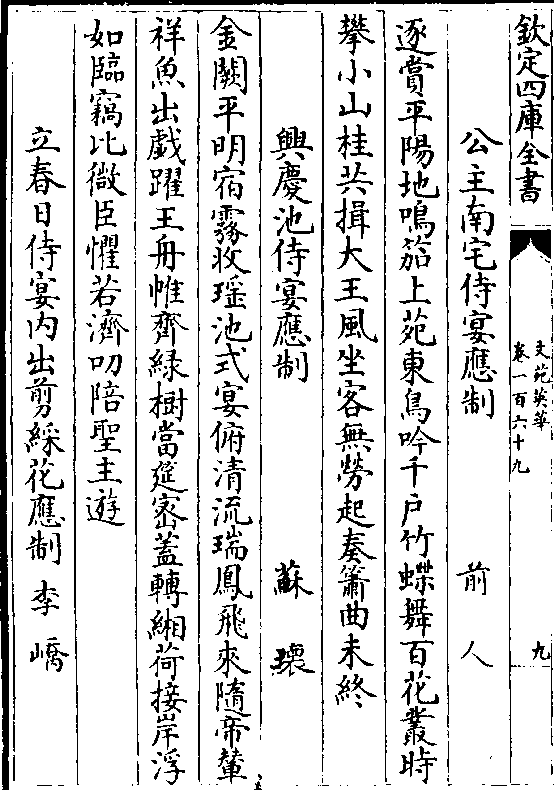 欽定四庫全書
文苑英華
卷一百六十九
九
公主南宅侍宴應制 前人
逐賞平陽地鳴笳上苑東鳥吟千户竹蝶舞百花叢時
攀小山桂共揖大王風坐客無勞起奏簫曲未終
興慶池侍宴應制 蘇瓌
金闕平明宿霧收瑶池式宴俯清流瑞鳳飛來隨帝輦
祥魚出戲躍王舟帷齊緑樹當筵宻蓋轉緗荷接岸浮
如臨竊比微臣懼若濟叨陪聖主遊
立春日侍宴内出剪綵花應制 李嶠